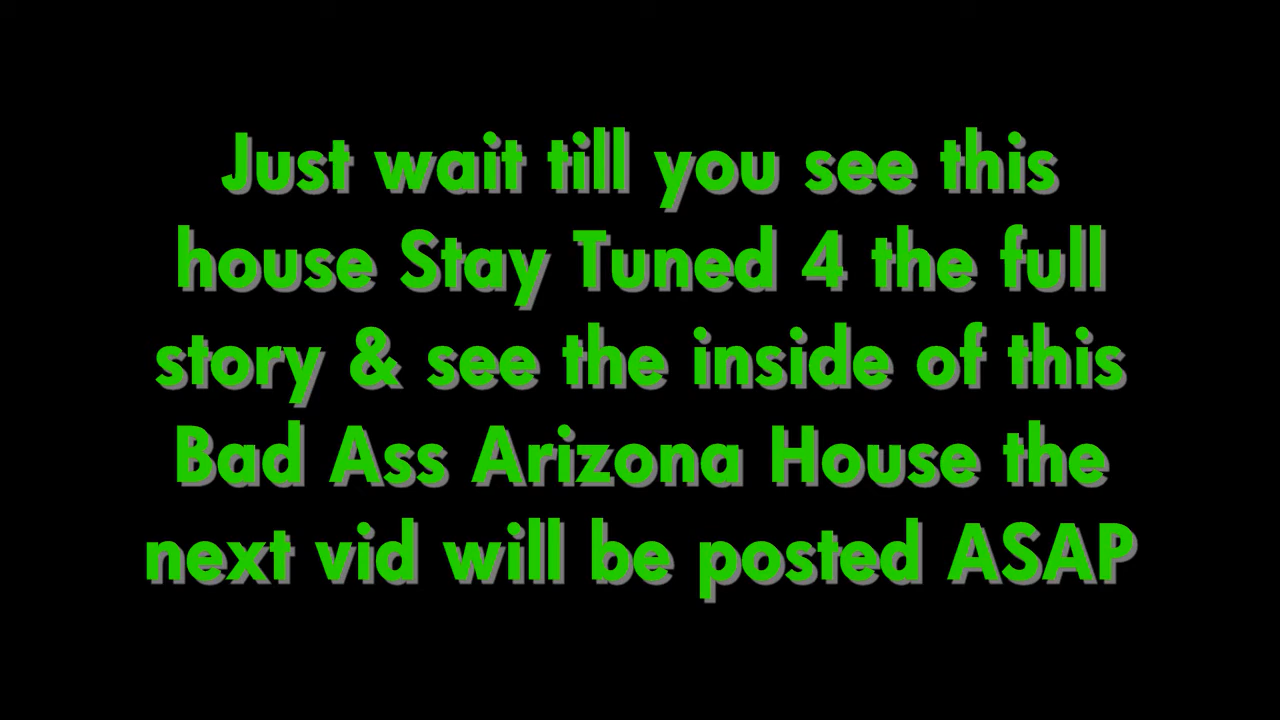 Just wait till you see this
house Stay Tuned 4 the full
story & see the inside of this
Bad Ass Arizona House the
next vid will be posted ASAP